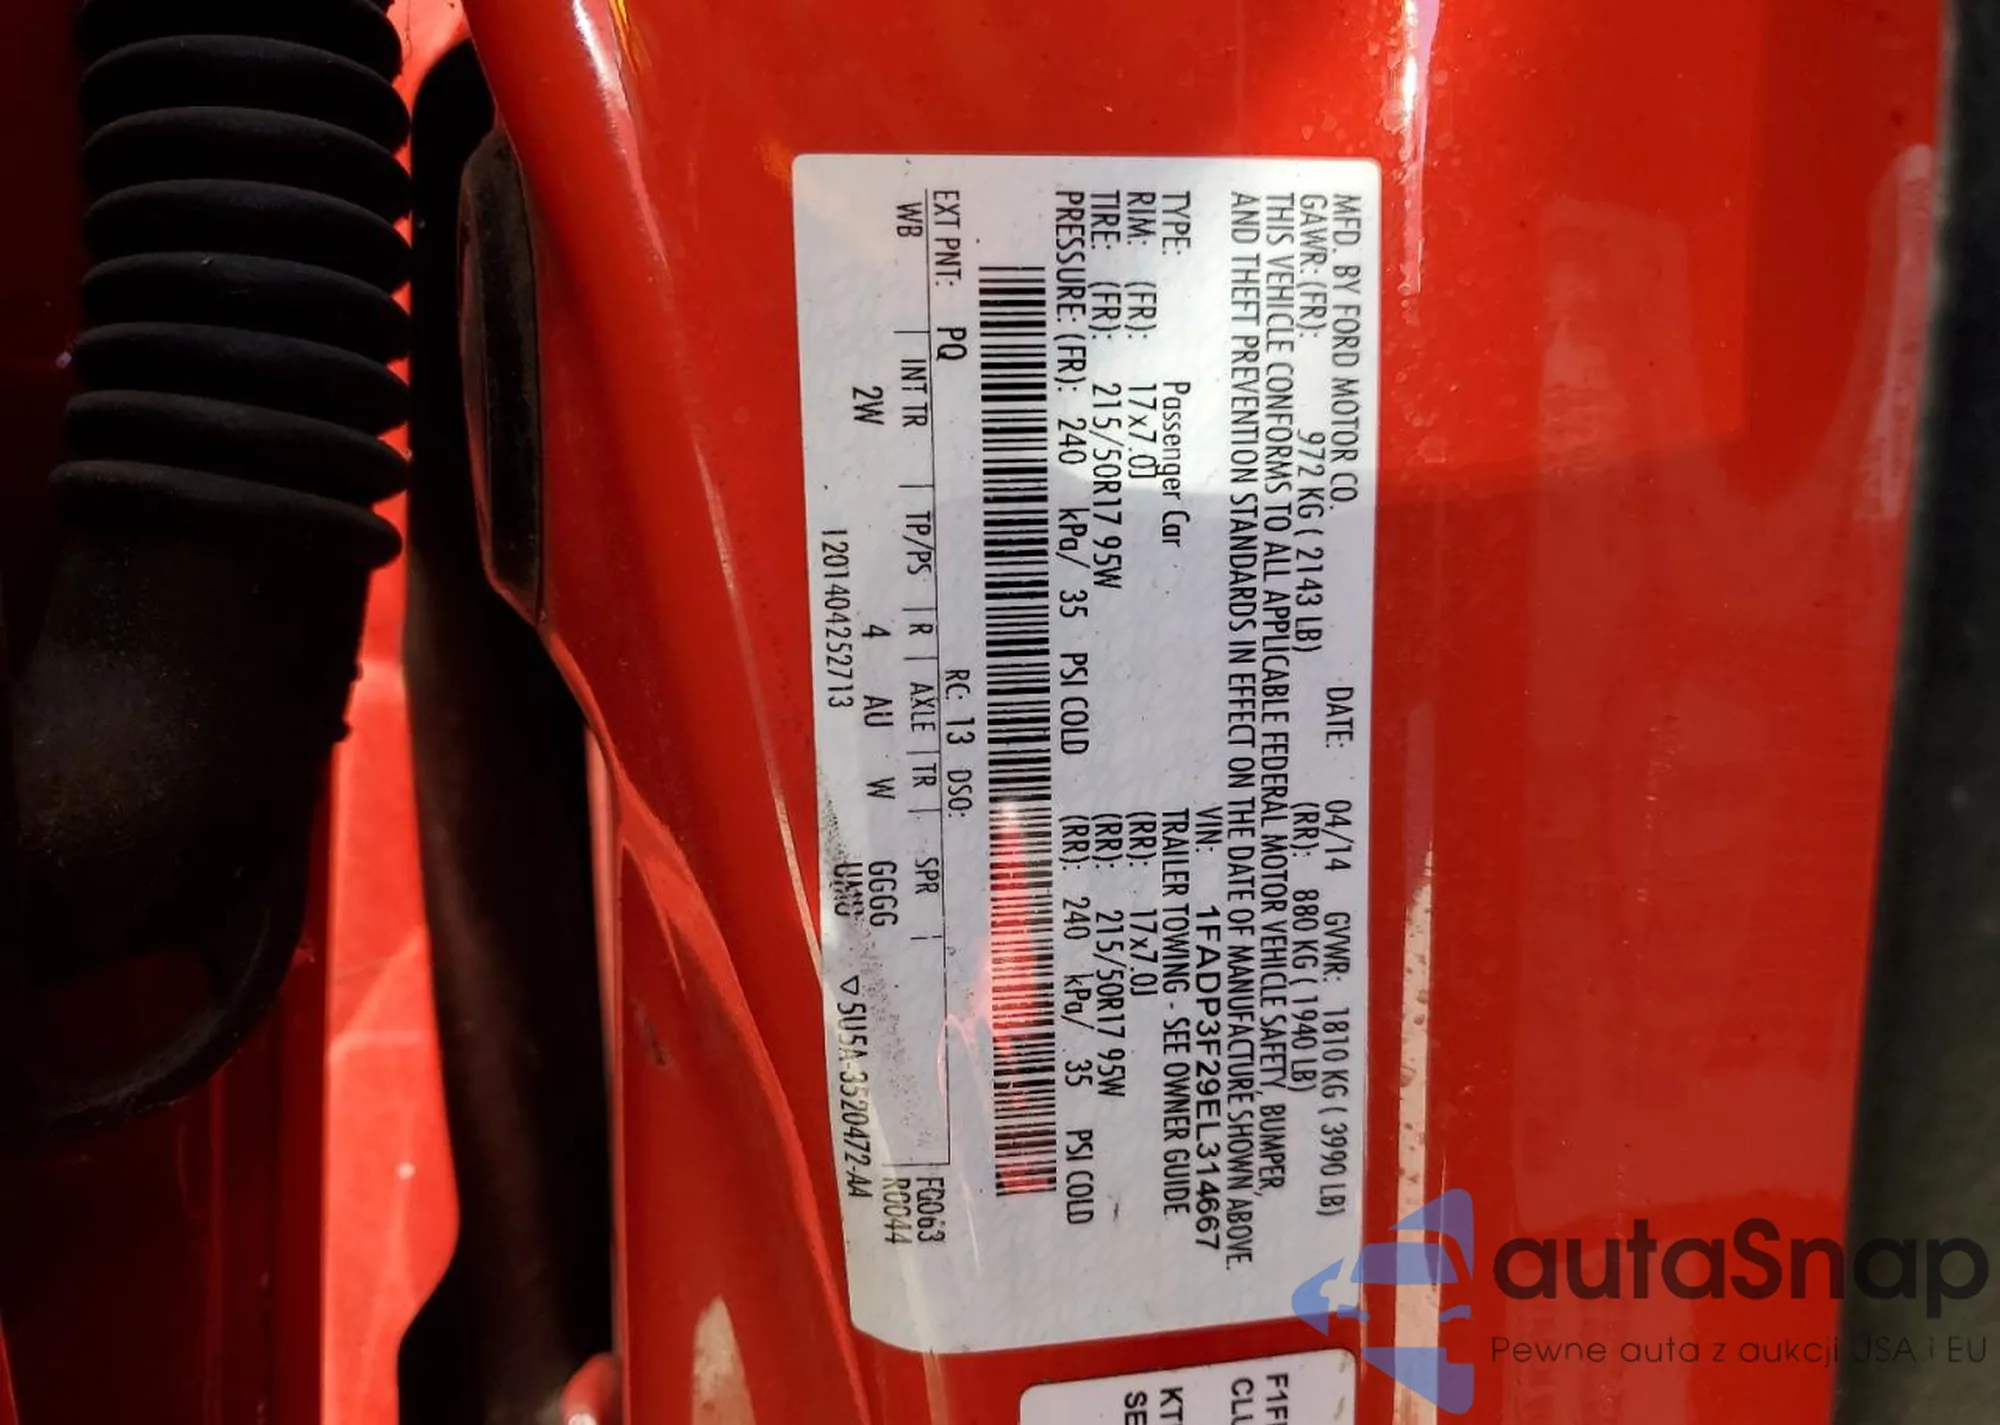 MFD. BY FORD MOTOR CO. DATE: 04/14 GVWR: 1810 KG ( 3990 LB)
GAWR: (FR): 972 KG ( 2143 LB) (RR): 880 KG ( 1940 LB)
THIS VEHICLE CONFORMS TO ALL APPLICABLE FEDERAL MOTOR VEHICLE SAFETY, BUMPER,
AND THEFT PREVENTION STANDARDS IN EFFECT ON THE DATE OF MANUFACTURE SHOWN ABOVE.
VIN: 1FADP3F29EL314667
TYPE: Passenger Car TRAILER TOWING - SEE OWNER GUIDE
RIM: (FR): 17x7.0J (RR): 17x7.0J
TIRE: (FR): 215/50R17 95W (RR): 215/50R17 95W
PRESSURE: (FR): 240 kPa/ 35 PSI COLD (RR): 240 kPa/ 35 PSI COLD
EXT PNT: PQ RC: 13 DSO: FG063
WB | INT TR | TP/PS | R | AXLE | TR | SPR | R0044
2W 4 AU W GGGG
1201404252713 ▽5U5A-3520472-AA
F1F
CLU
KT
SE
autaSnap
Pewne auta z aukcji USA i EU